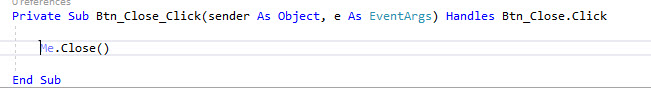 0 references
Private Sub Btn_Close_Click(sender As Object, e As EventArgs) Handles Btn_Close.Click
Me.Close()
End Sub